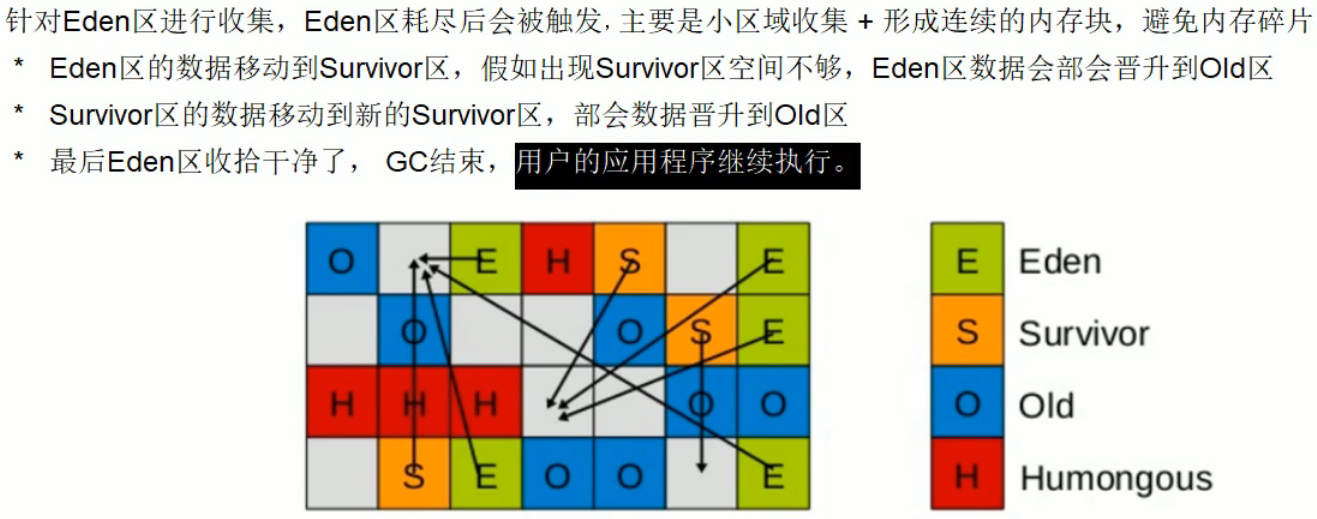 针对Eden区进行收集，Eden区耗尽后会被触发, 主要是小区域收集 + 形成连续的内存块，避免内存碎片
* Eden区的数据移动到Survivor区，假如出现Survivor区空间不够，Eden区数据会部会晋升到Old区
* Survivor区的数据移动到新的Survivor区，部会数据晋升到Old区
* 最后Eden区收拾干净了， GC结束，用户的应用程序继续执行。
O E H S E E Eden
O O S E S Survivor
H H H O O O Old
S E O O E H Humongous